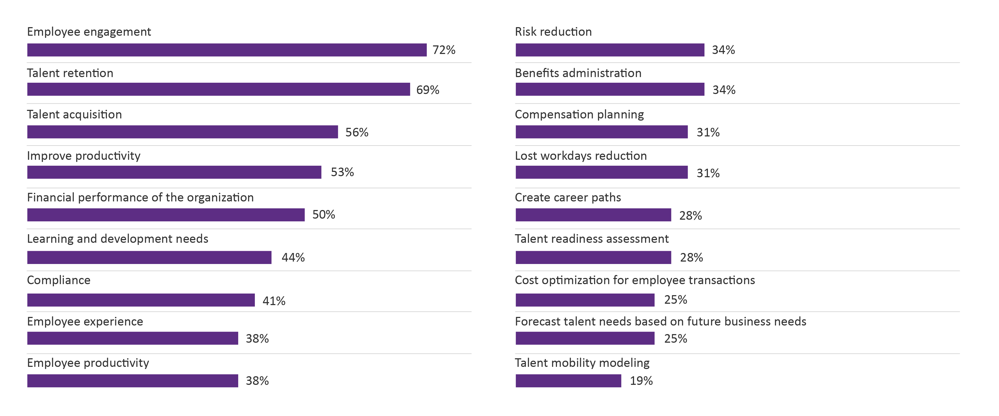 Employee engagement
72%
Talent retention
69%
Talent acquisition
56%
Improve productivity
53%
Financial performance of the organization
50%
Learning and development needs
44%
Compliance
41%
Employee experience
38%
Employee productivity
38%
Risk reduction
34%
Benefits administration
34%
Compensation planning
31%
Lost workdays reduction
31%
Create career paths
28%
Talent readiness assessment
28%
Cost optimization for employee transactions
25%
Forecast talent needs based on future business needs
25%
Talent mobility modeling
19%